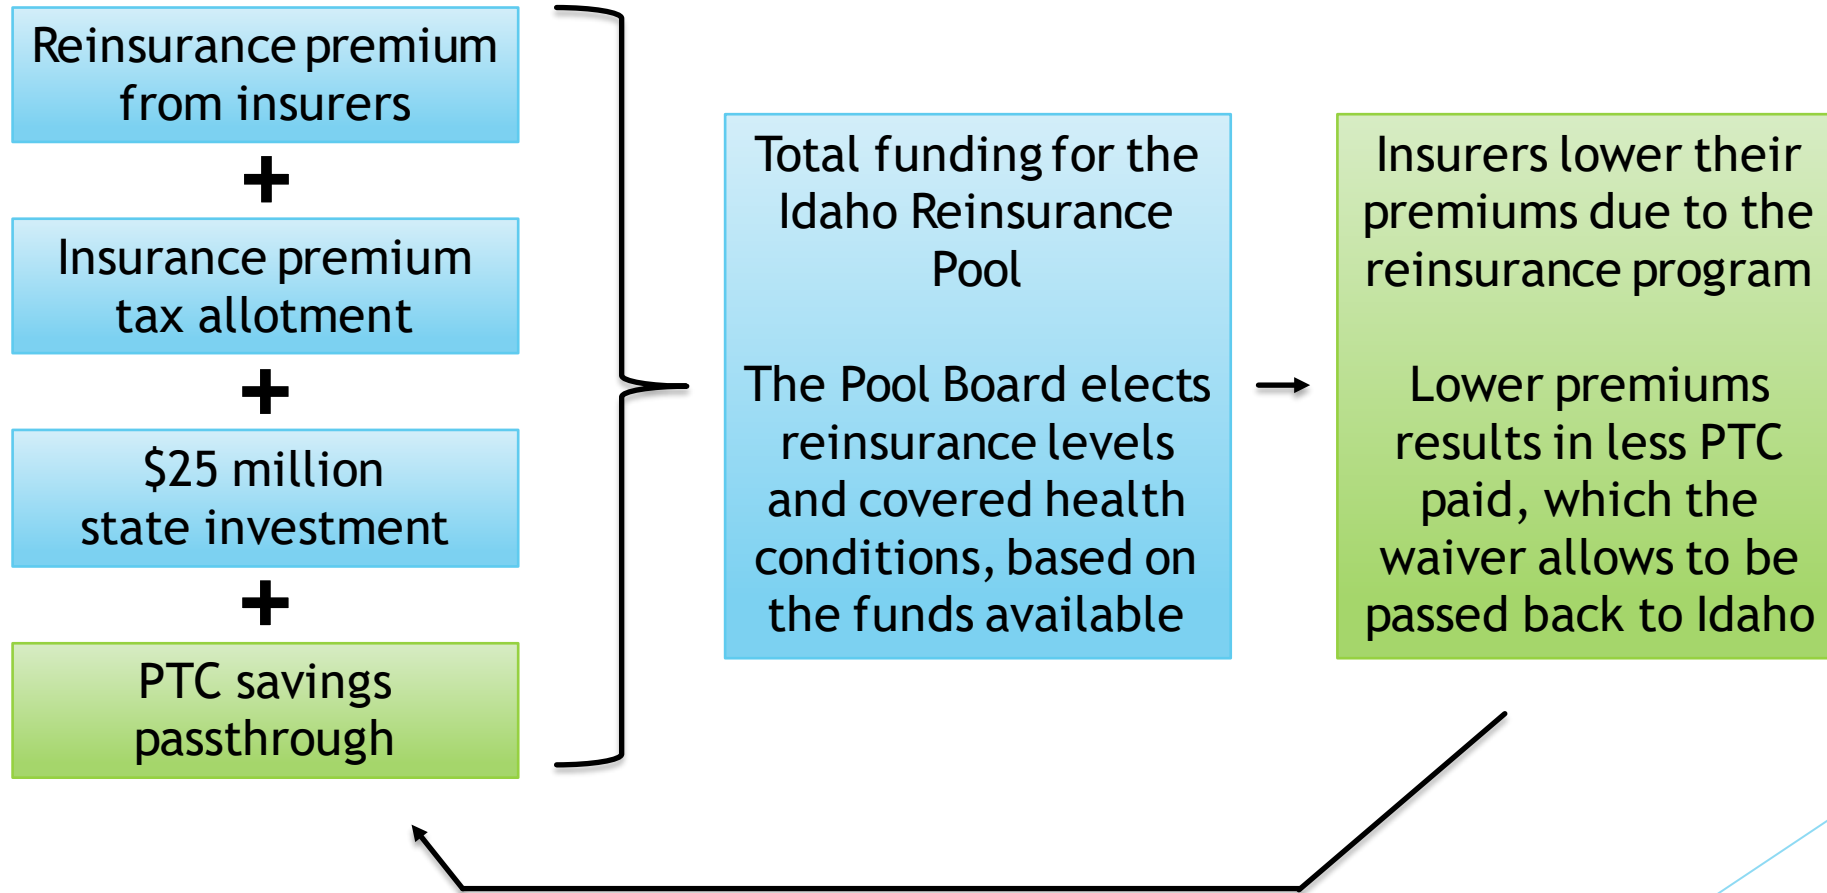 Reinsurance premium
from insurers
+
Insurance premium
tax allotment
+
$25 million
state investment
+
PTC savings
passthrough
Total funding for the
Idaho Reinsurance
Pool
The Pool Board elects
reinsurance levels
and covered health
conditions, based on
the funds available
Insurers lower their
premiums due to the
reinsurance program
Lower premiums
results in less PTC
paid, which the
waiver allows to be
passed back to Idaho